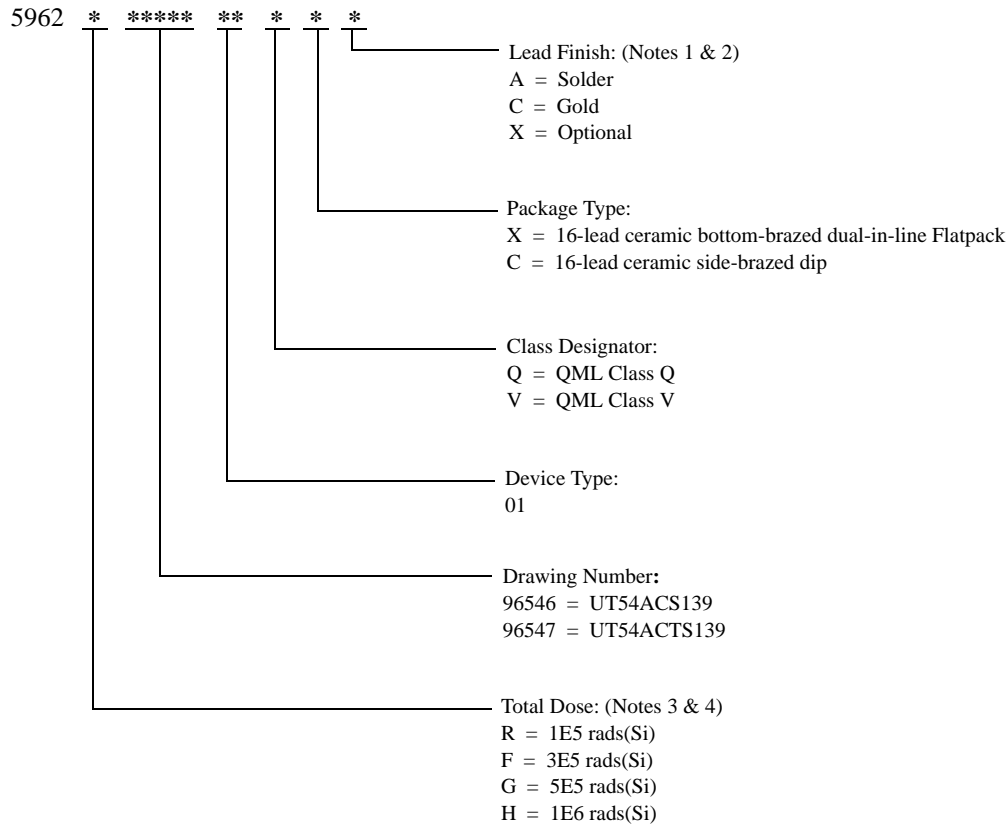 5962 * ***** ** * * *
Lead Finish: (Notes 1 & 2)
A = Solder
C = Gold
X = Optional
Package Type:
X = 16-lead ceramic bottom-brazed dual-in-line Flatpack
C = 16-lead ceramic side-brazed dip
Class Designator:
Q = QML Class Q
V = QML Class V
Device Type:
01
Drawing Number:
96546 = UT54ACS139
96547 = UT54ACTS139
Total Dose: (Notes 3 & 4)
R = 1E5 rads(Si)
F = 3E5 rads(Si)
G = 5E5 rads(Si)
H = 1E6 rads(Si)